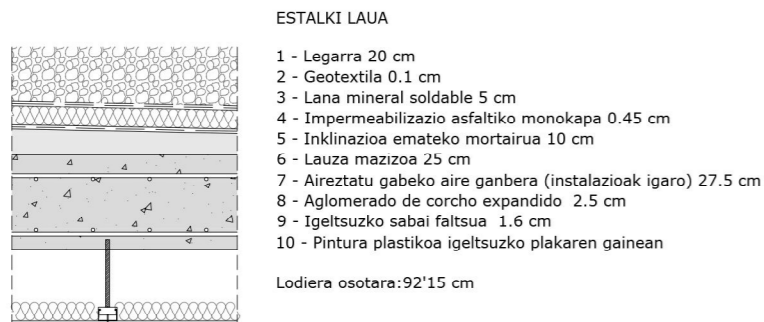 ESTALKI LAUA
1 - Legarra 20 cm
2 - Geotextila 0.1 cm
3 - Lana mineral soldable 5 cm
4 - Impermeabilizazio asfaltiko monokapa 0.45 cm
5 - Inklinazioa emateko mortairua 10 cm
6 - Lauza mazizoa 25 cm
7 - Aireztatu gabeko aire ganbera (instalazioak igaro) 27.5 cm
8 - Aglomerado de corcho expandido 2.5 cm
9 - Igeltsuzko sabai faltsua 1.6 cm
10 - Pintura plastikoa igeltsuzko plakaren gainean
Lodiera osotara:92'15 cm